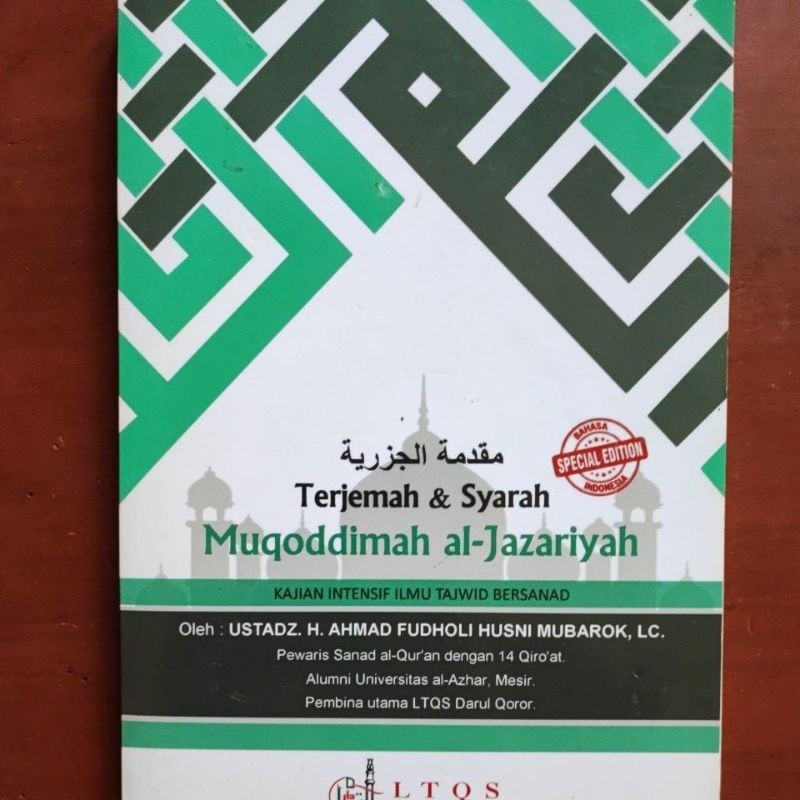 مقدمة الجزرية
Terjemah & Syarah
Muqoddimah al-Jazariyah
BAHASA
SPECIAL EDITION
INDONESIA
KAJIAN INTENSIF ILMU TAJWID BERSANAD
Oleh : USTADZ. H. AHMAD FUDHOLI HUSNI MUBAROK, LC.
Pewaris Sanad al-Qur'an dengan 14 Qiro'at.
Alumni Universitas al-Azhar, Mesir.
Pembina utama LTQS Darul Qoror.
LTQS